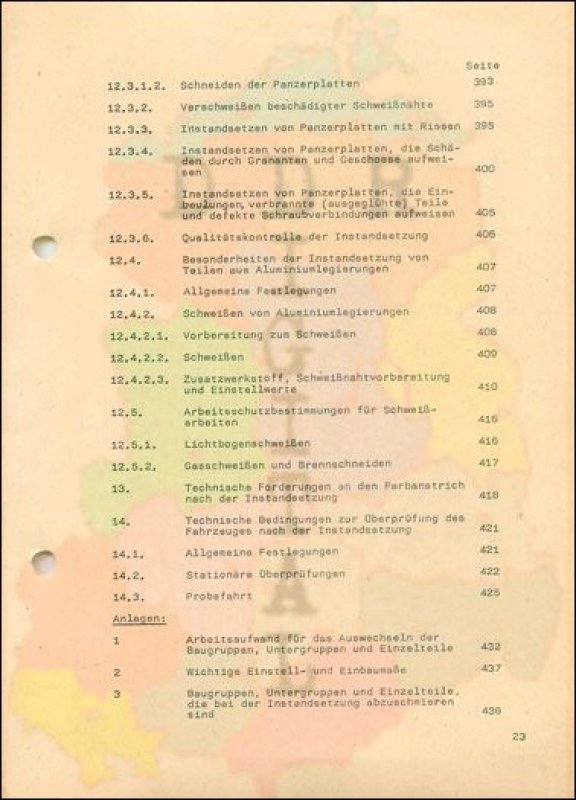 Seite
12.3.1.2. Schneiden der Panzerplatten 393
12.3.2. Verschweißen beschädigter Schweißnähte 395
12.3.3. Instandsetzen von Panzerplatten mit Rissen 395
12.3.4. Instandsetzen von Panzerplatten, die Schä-
den durch Granaten und Geschosse aufwei-
sen 400
12.3.5. Instandsetzen von Panzerplatten, die Ein-
beulungen, verbrannte (ausgeglühte) Teile
und defekte Schraubverbindungen aufweisen 405
12.3.6. Qualitätskontrolle der Instandsetzung 406
12.4. Besonderheiten der Instandsetzung von
Teilen aus Aluminiumlegierungen 407
12.4.1. Allgemeine Festlegungen 407
12.4.2. Schweißen von Aluminiumlegierungen 408
12.4.2.1. Vorbereitung zum Schweißen 408
12.4.2.2. Schweißen 409
12.4.2.3. Zusatzwerkstoff, Schweißnahtvorbereitung
und Einstellwerte 410
12.5. Arbeitsschutzbestimmungen für Schweiß-
arbeiten 416
12.5.1. Lichtbogenschweißen 416
12.5.2. Gasschweißen und Brennschneiden 417
13. Technische Forderungen an den Farbanstrich
nach der Instandsetzung 418
14. Technische Bedingungen zur Überprüfung des
Fahrzeuges nach der Instandsetzung 421
14.1. Allgemeine Festlegungen 421
14.2. Stationäre Überprüfungen 422
14.3. Probefahrt 425
Anlagen:
1 Arbeitsaufwand für das Auswechseln der
Baugruppen, Untergruppen und Einzelteile 432
2 Wichtige Einstell- und Einbaumaße 437
3 Baugruppen, Untergruppen und Einzelteile,
die bei der Instandsetzung abzuschmieren
sind 438
23